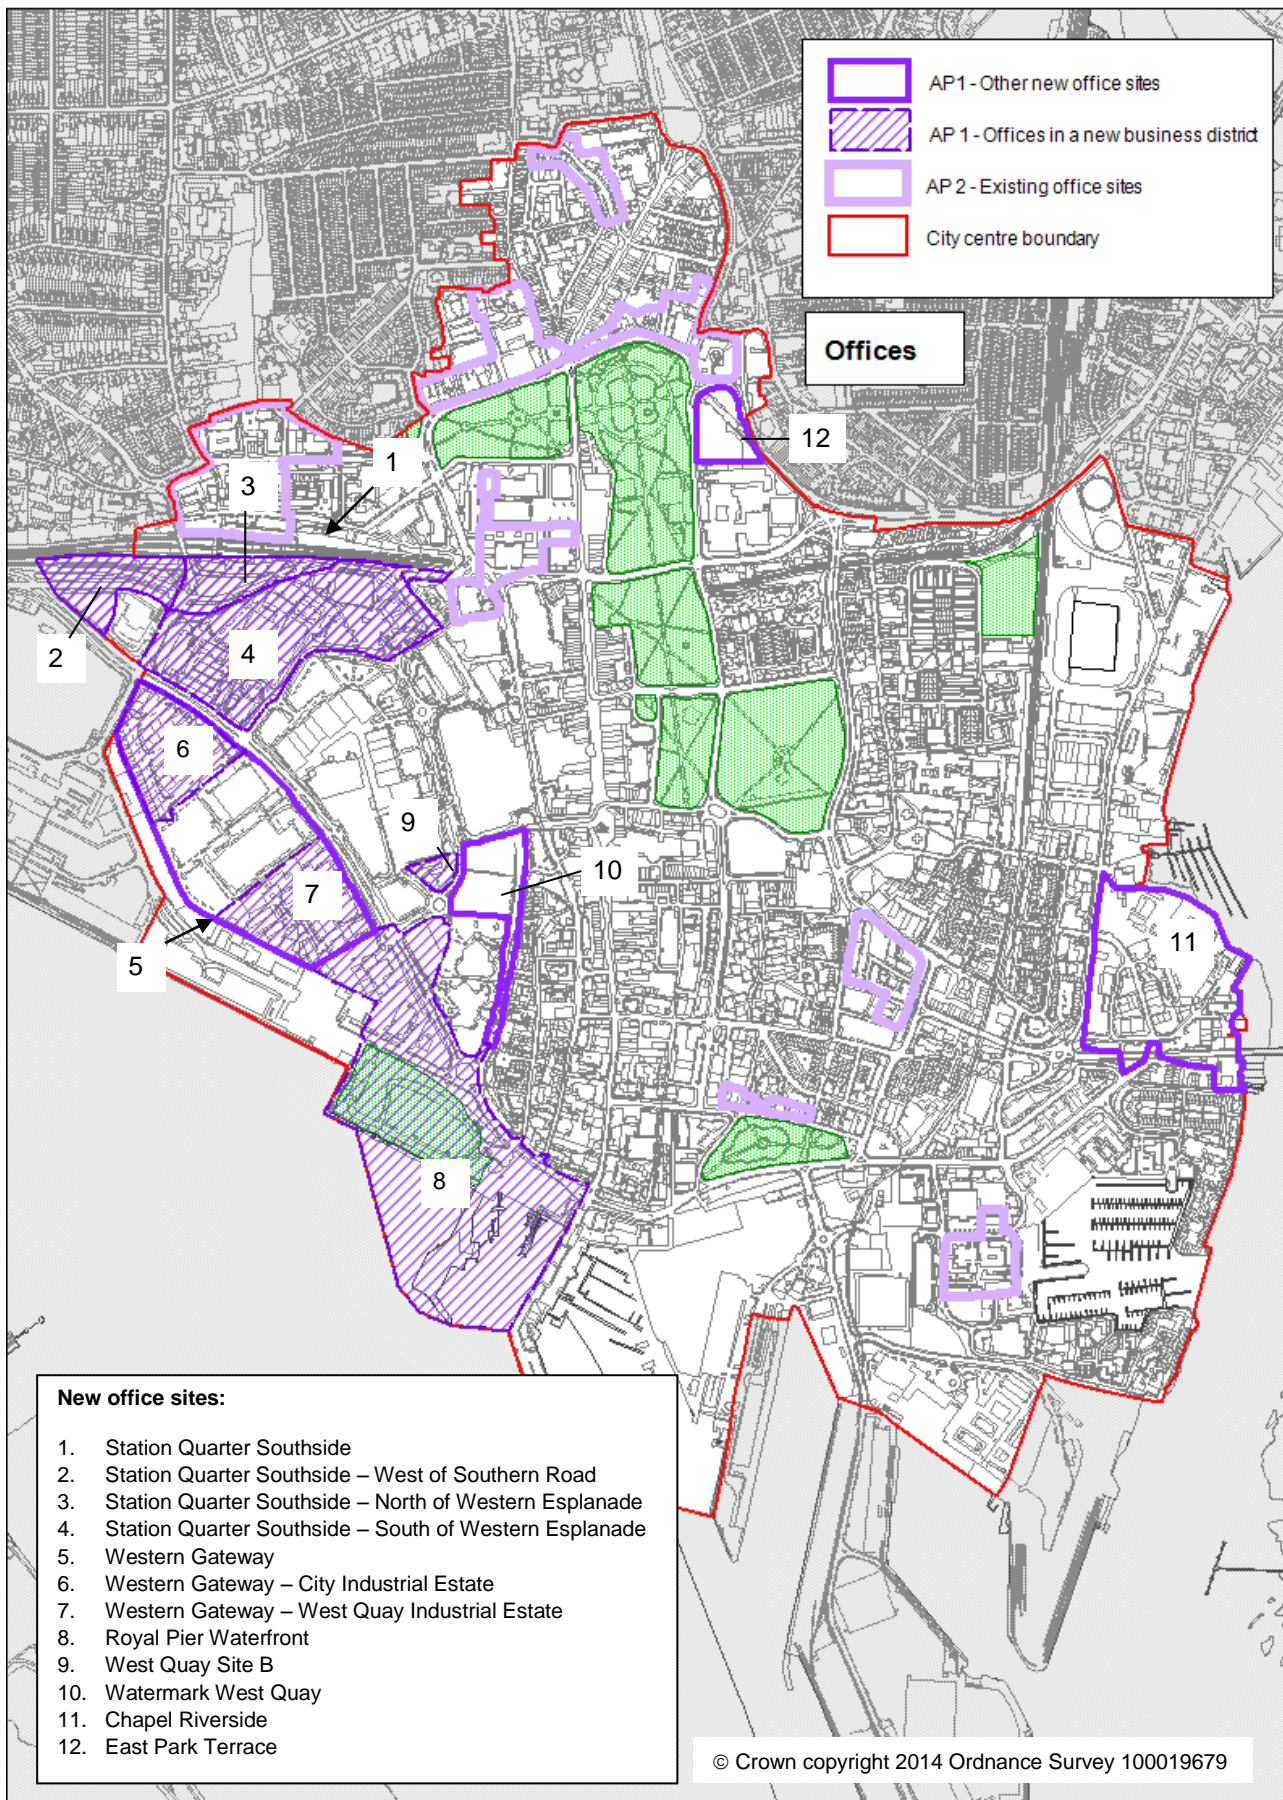 AP1 - Other new office sites
AP 1 - Offices in a new business district
AP 2 - Existing office sites
City centre boundary
Offices
12
1
3
2
4
6
9
10
7
5
11
8
New office sites:
1. Station Quarter Southside
2. Station Quarter Southside – West of Southern Road
3. Station Quarter Southside – North of Western Esplanade
4. Station Quarter Southside – South of Western Esplanade
5. Western Gateway
6. Western Gateway – City Industrial Estate
7. Western Gateway – West Quay Industrial Estate
8. Royal Pier Waterfront
9. West Quay Site B
10. Watermark West Quay
11. Chapel Riverside
12. East Park Terrace
© Crown copyright 2014 Ordnance Survey 100019679